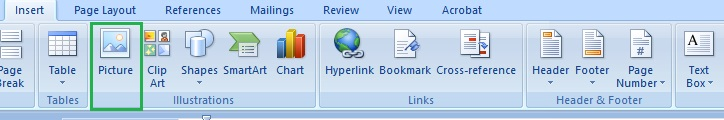 Insert Page Layout References Mailings Review View Acrobat
Page Break
Table
Picture
Clip Art
Shapes
SmartArt
Chart
Hyperlink
Bookmark
Cross-reference
Header
Footer
Page Number
A
Text Box
Tables Illustrations Links Header & Footer